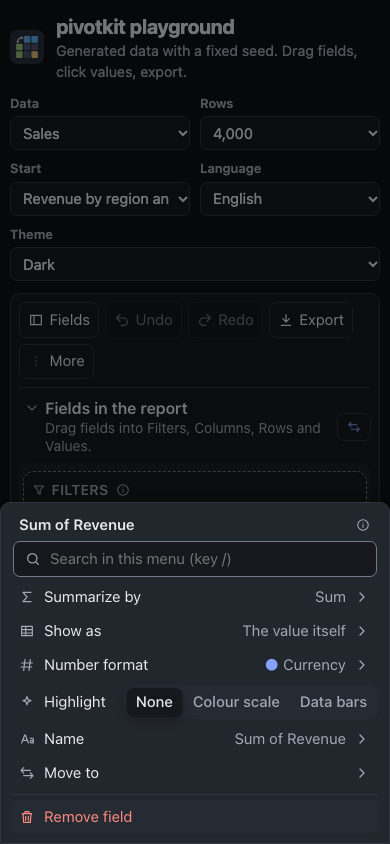 pivotkit playground
Generated data with a fixed seed. Drag fields,
click values, export.
Data
Rows
Sales
4,000
Start
Language
Revenue by region an
English
Theme
Dark
Fields
Undo
Redo
Export
More
Fields in the report
Drag fields into Filters, Columns, Rows and
Values.
FILTERS
Sum of Revenue
Search in this menu (key /)
Summarize by Sum
Show as The value itself
Number format Currency
Highlight None Colour scale Data bars
Aa Name Sum of Revenue
Move to
Remove field